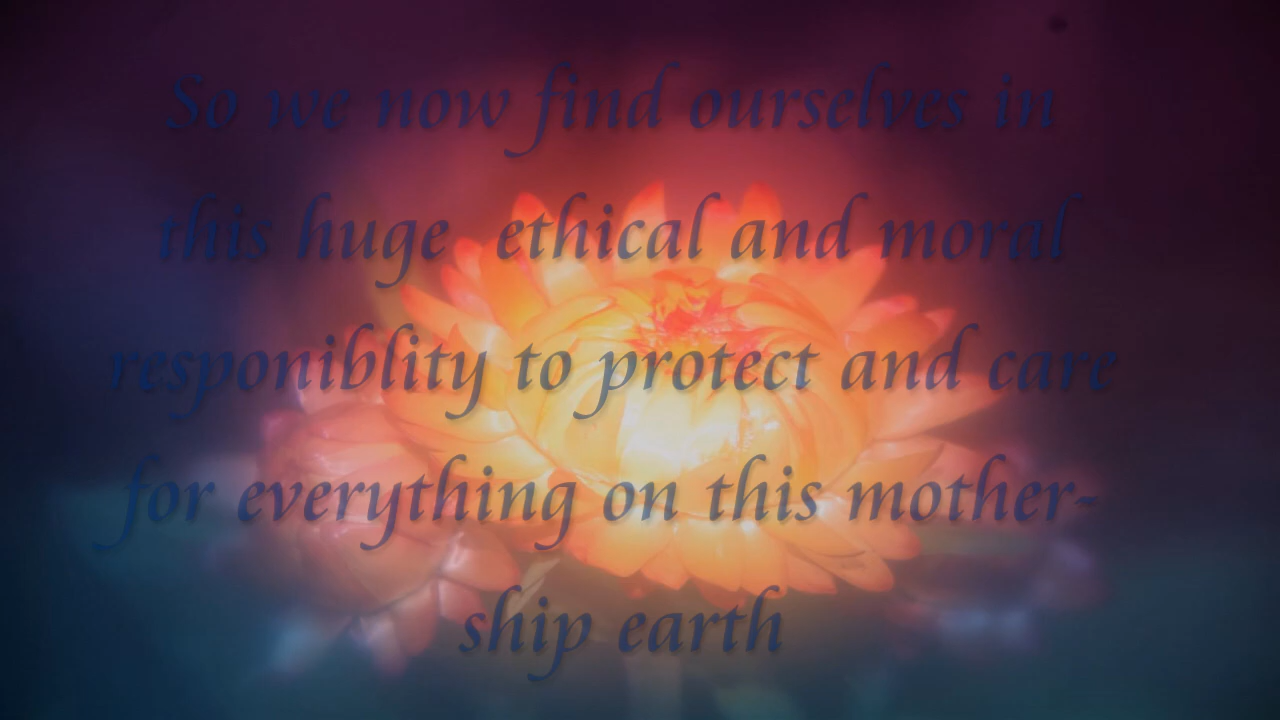 So we now find ourselves in
this huge  ethical and moral
responiblity to protect and care
for everything on this mother-
ship earth